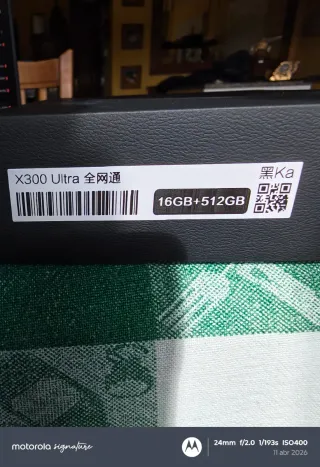 黑Ka
X300 Ultra 全网通
16GB+512GB
motorola signature
24mm f/2.0 1/193s ISO400
11 abr 2026